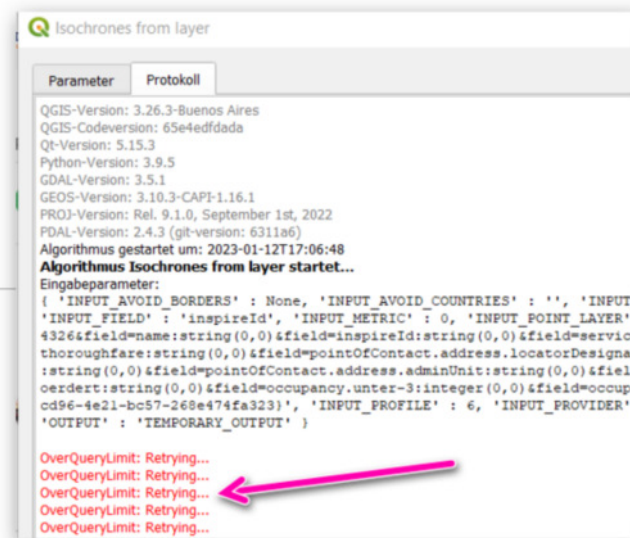 Isochrones from layer
Parameter
Protokoll
QGIS-Version: 3.26.3-Buenos Aires
QGIS-Codeversion: 65e4edfdada
Qt-Version: 5.15.3
Python-Version: 3.9.5
GDAL-Version: 3.5.1
GEOS-Version: 3.10.3-CAPI-1.16.1
PROJ-Version: Rel. 9.1.0, September 1st, 2022
PDAL-Version: 2.4.3 (git-version: 6311a6)
Algorithmus gestartet um: 2023-01-12T17:06:48
Algorithmus Isochrones from layer startet…
Eingabeparameter:
{ 'INPUT_AVOID_BORDERS' : None, 'INPUT_AVOID_COUNTRIES' : '', 'INPUT
'INPUT_FIELD' : 'inspireId', 'INPUT_METRIC' : 0, 'INPUT_POINT_LAYER'
4326&field=name:string(0,0)&field=inspireId:string(0,0)&field=servic
thoroughfare:string(0,0)&field=pointOfContact.address.locatorDesigna
:string(0,0)&field=pointOfContact.address.adminUnit:string(0,0)&fiel
oerdert:string(0,0)&field=occupancy.unter-3:integer(0,0)&field=occup
cd96-4e21-bc57-268e474fa323}', 'INPUT_PROFILE' : 6, 'INPUT_PROVIDER'
'OUTPUT' : 'TEMPORARY_OUTPUT' }
OverQueryLimit: Retrying...
OverQueryLimit: Retrying...
OverQueryLimit: Retrying...
OverQueryLimit: Retrying...
OverQueryLimit: Retrying...